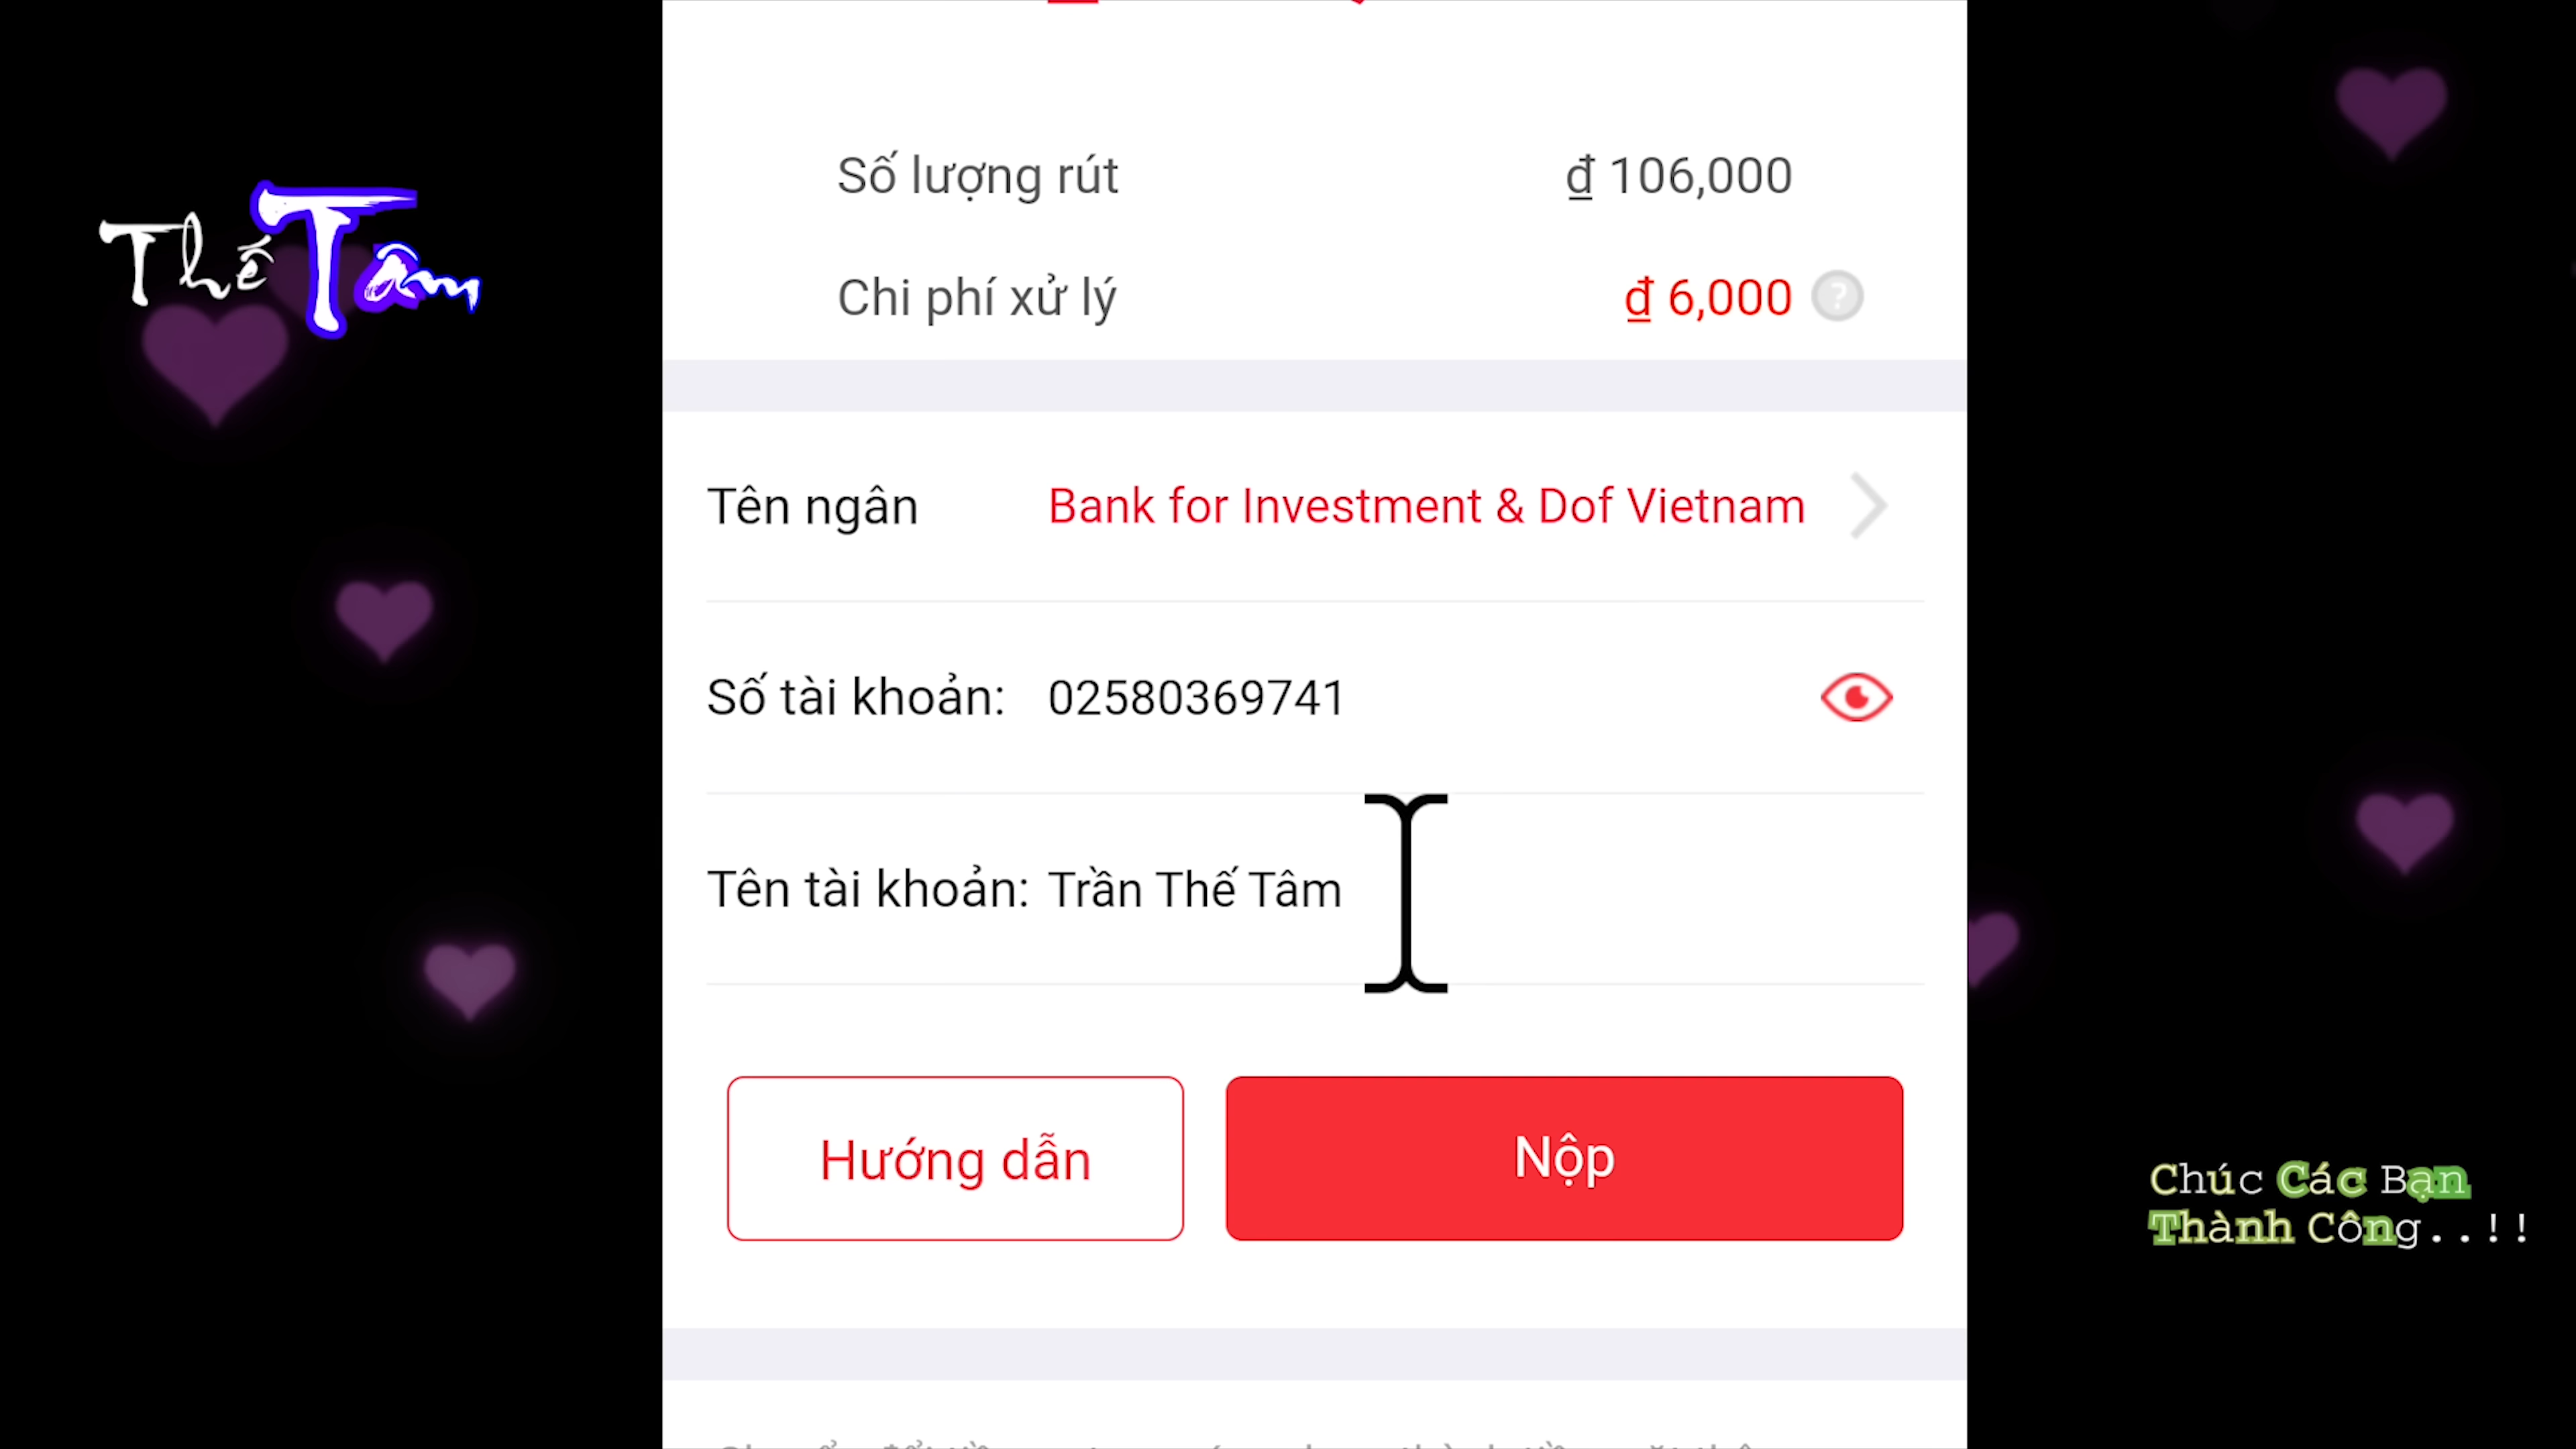 Thế Tâm
Số lượng rút ₫ 106,000
Chi phí xử lý ₫ 6,000 ?
Tên ngân Bank for Investment & Dof Vietnam
Số tài khoản: 02580369741
Tên tài khoản: Trần Thế Tâm
Hướng dẫn Nộp
Chúc Các Bạn
Thành Công..!!